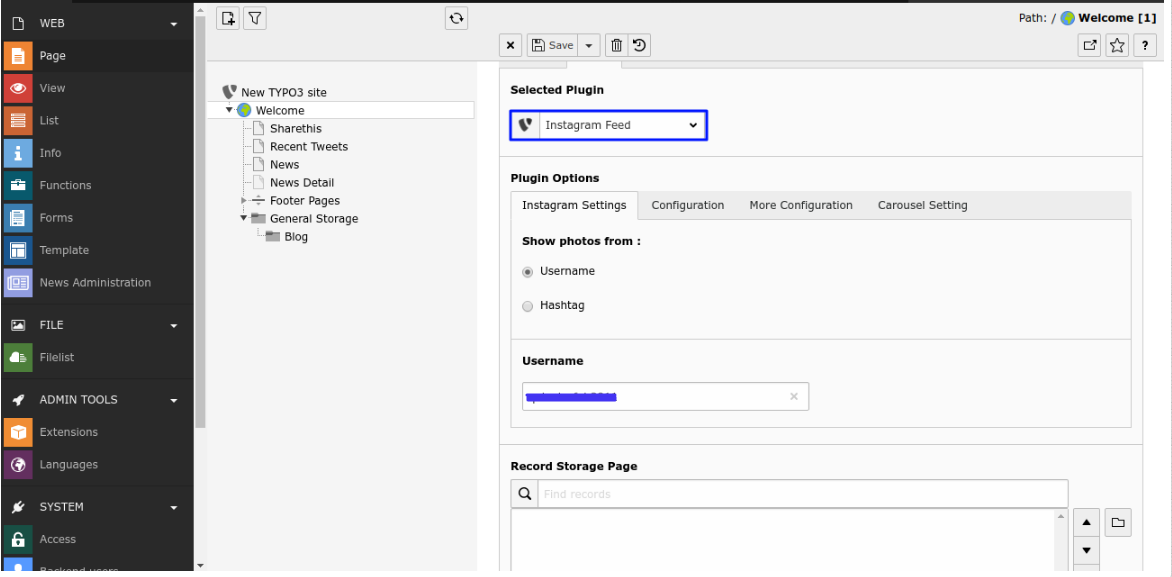 WEB
Page
View
List
Info
Functions
Forms
Template
News Administration
FILE
Filelist
ADMIN TOOLS
Extensions
Languages
SYSTEM
Access
Backend users
New TYPO3 site
Welcome
Sharethis
Recent Tweets
News
News Detail
Footer Pages
General Storage
Blog
Path: / Welcome [1]
Save
?
Selected Plugin
Instagram Feed
Plugin Options
Instagram Settings Configuration More Configuration Carousel Setting
Show photos from :
Username
Hashtag
Username
Record Storage Page
Find records